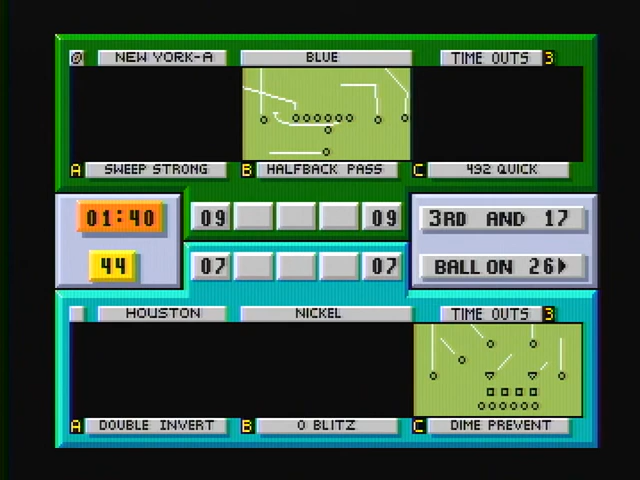 NEW YORK-A BLUE TIME OUTS 3
A SWEEP STRONG B HALFBACK PASS C 492 QUICK
01:40 09 09 3RD AND 17
44 07 07 BALL ON 26
HOUSTON NICKEL TIME OUTS 3
A DOUBLE INVERT B 0 BLITZ C DIME PREVENT